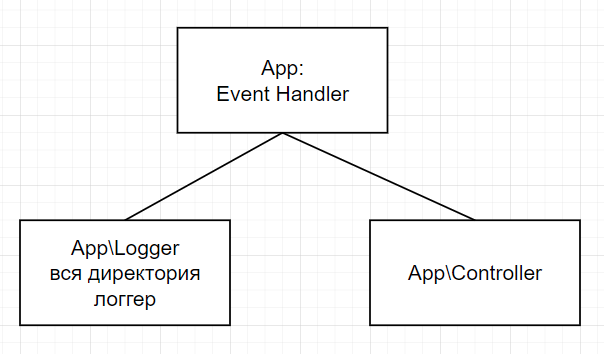 App:
Event Handler
App\Logger
вся директория
логгер
App\Controller